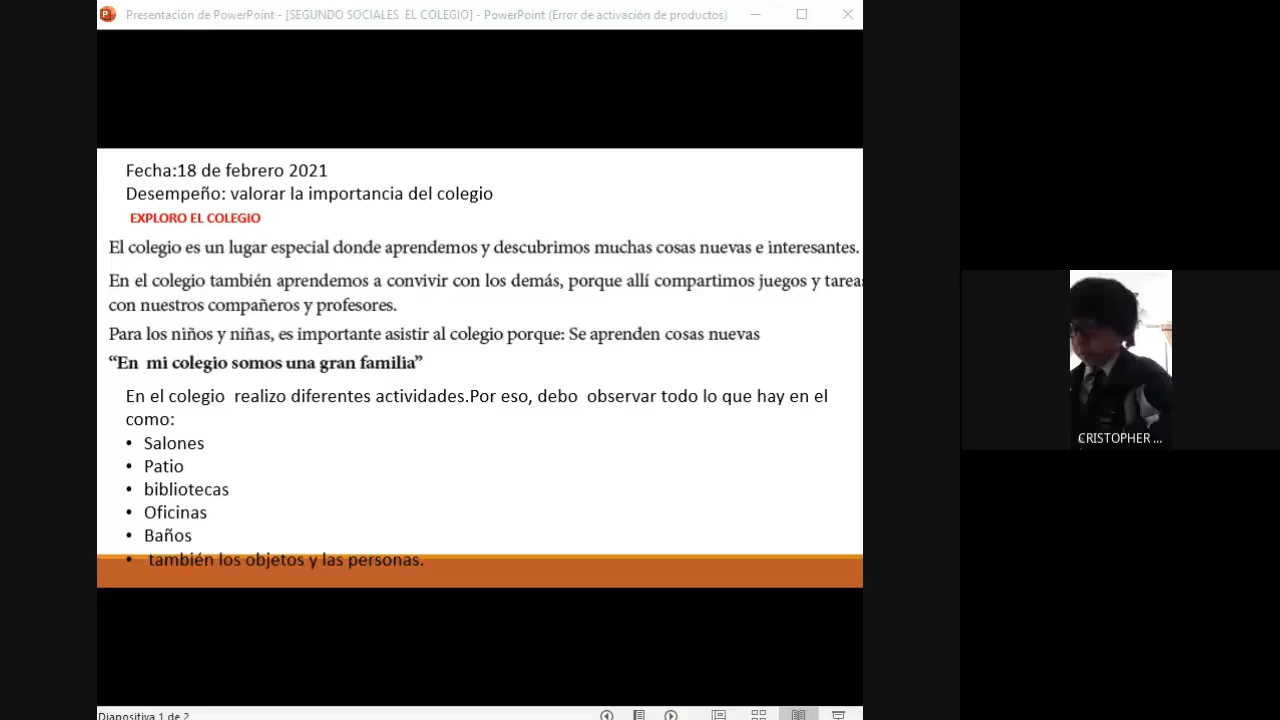 Presentación de PowerPoint - [SEGUNDO SOCIALES  EL COLEGIO] - PowerPoint (Error de activación de productos)
Fecha:18 de febrero 2021
Desempeño: valorar la importancia del colegio
EXPLORO EL COLEGIO
El colegio es un lugar especial donde aprendemos y descubrimos muchas cosas nuevas e interesantes.
En el colegio también aprendemos a convivir con los demás, porque allí compartimos juegos y tareas
con nuestros compañeros y profesores.
Para los niños y niñas, es importante asistir al colegio porque: Se aprenden cosas nuevas
“En  mi colegio somos una gran familia”
En el colegio  realizo diferentes actividades.Por eso, debo  observar todo lo que hay en el
como:
• Salones
• Patio
• bibliotecas
• Oficinas
• Baños
• también los objetos y las personas.
CRISTOPHER ...
Diapositiva 1 de 2